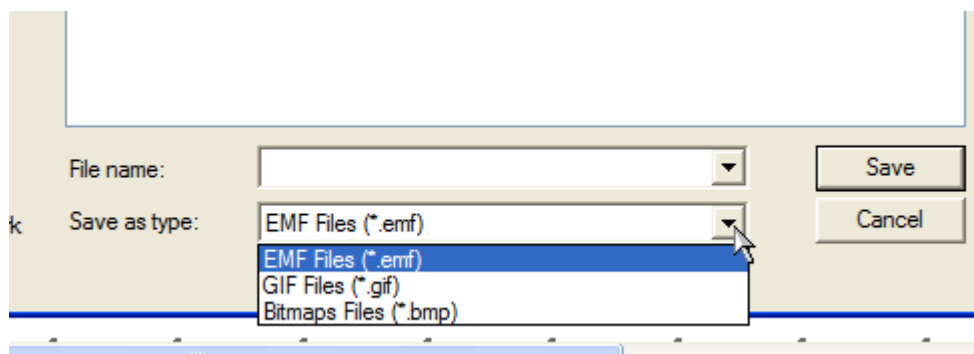 File name:
Save
k
Save as type:
EMF Files (*.emf)
Cancel
EMF Files (*.emf)
GIF Files (*.gif)
Bitmaps Files (*.bmp)